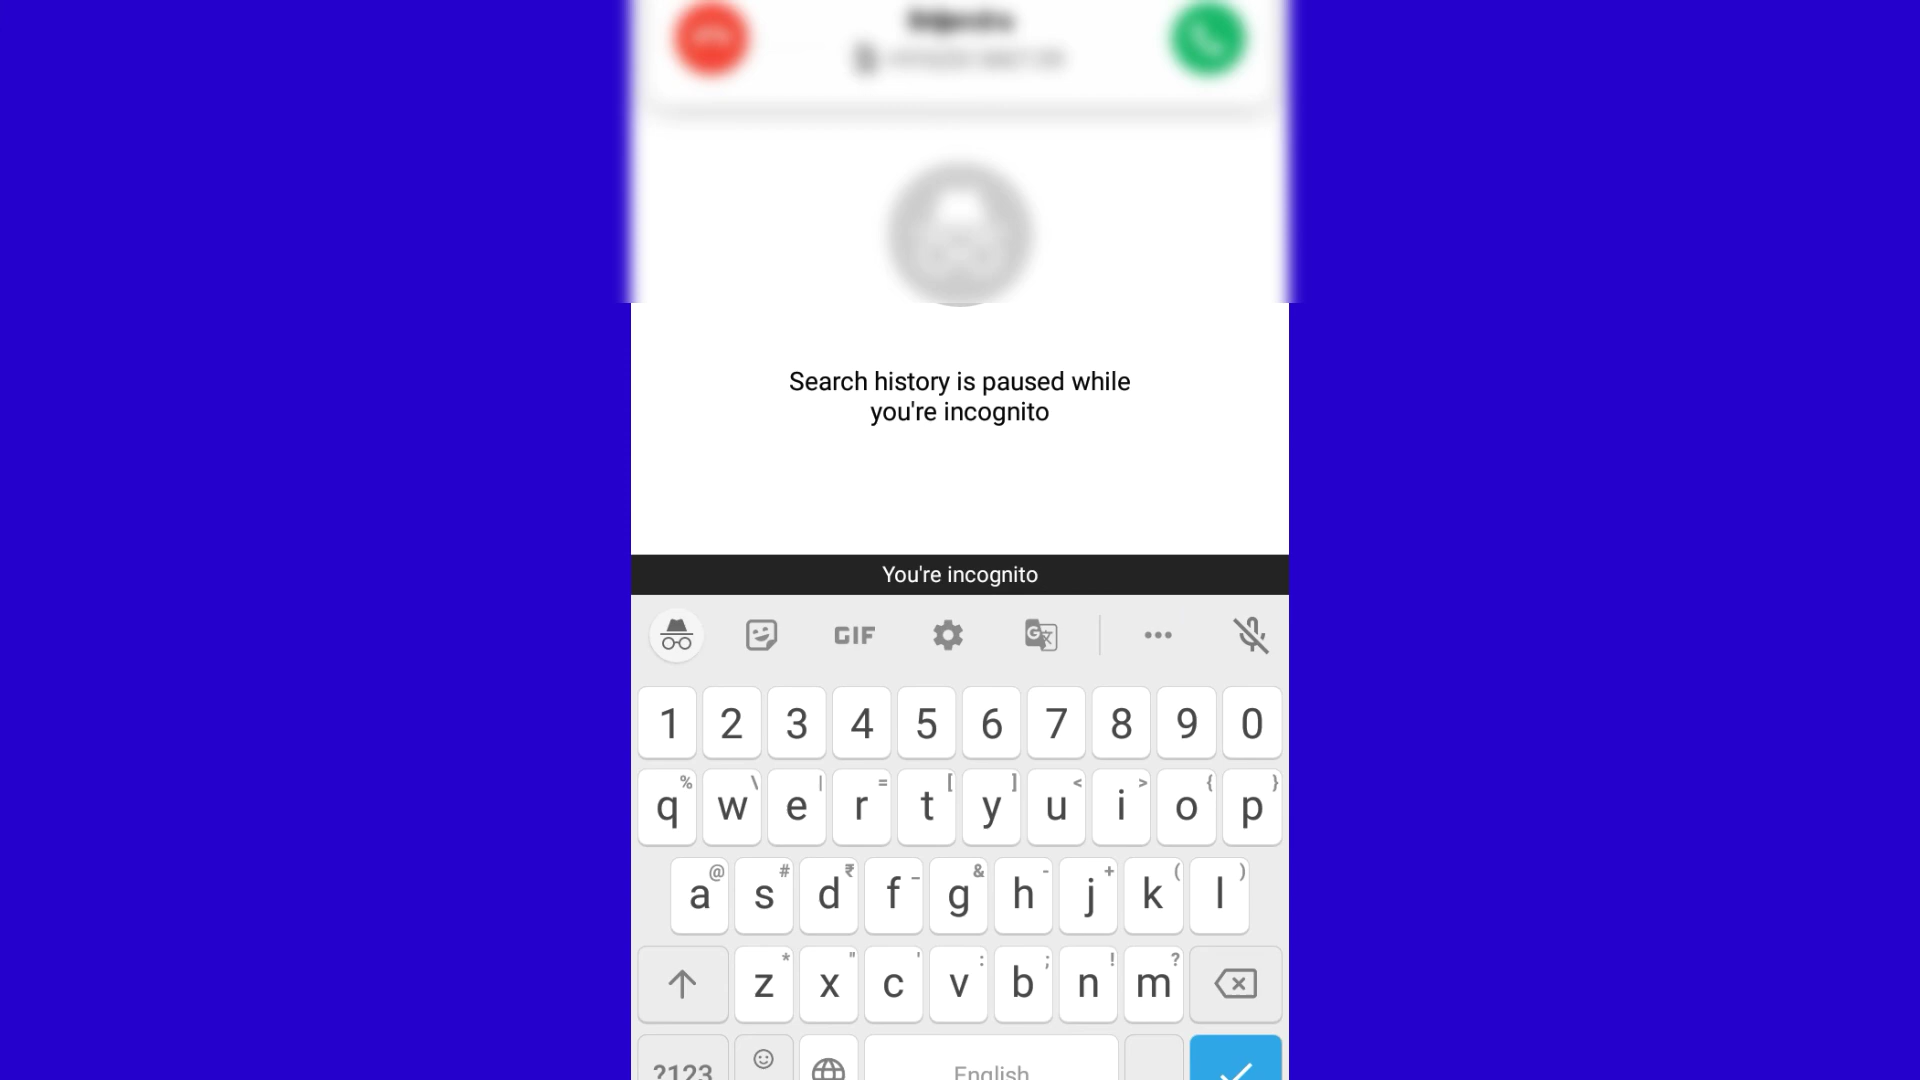 Search history is paused while
you're incognito
You're incognito
GIF
1 2 3 4 5 6 7 8 9 0
% \ | = [ ] < > { }
q w e r t y u i o p
@ # ₹ _ & - + ( )
a s d f g h j k l
* " ' : ; ! ?
z x c v b n m
?123 English